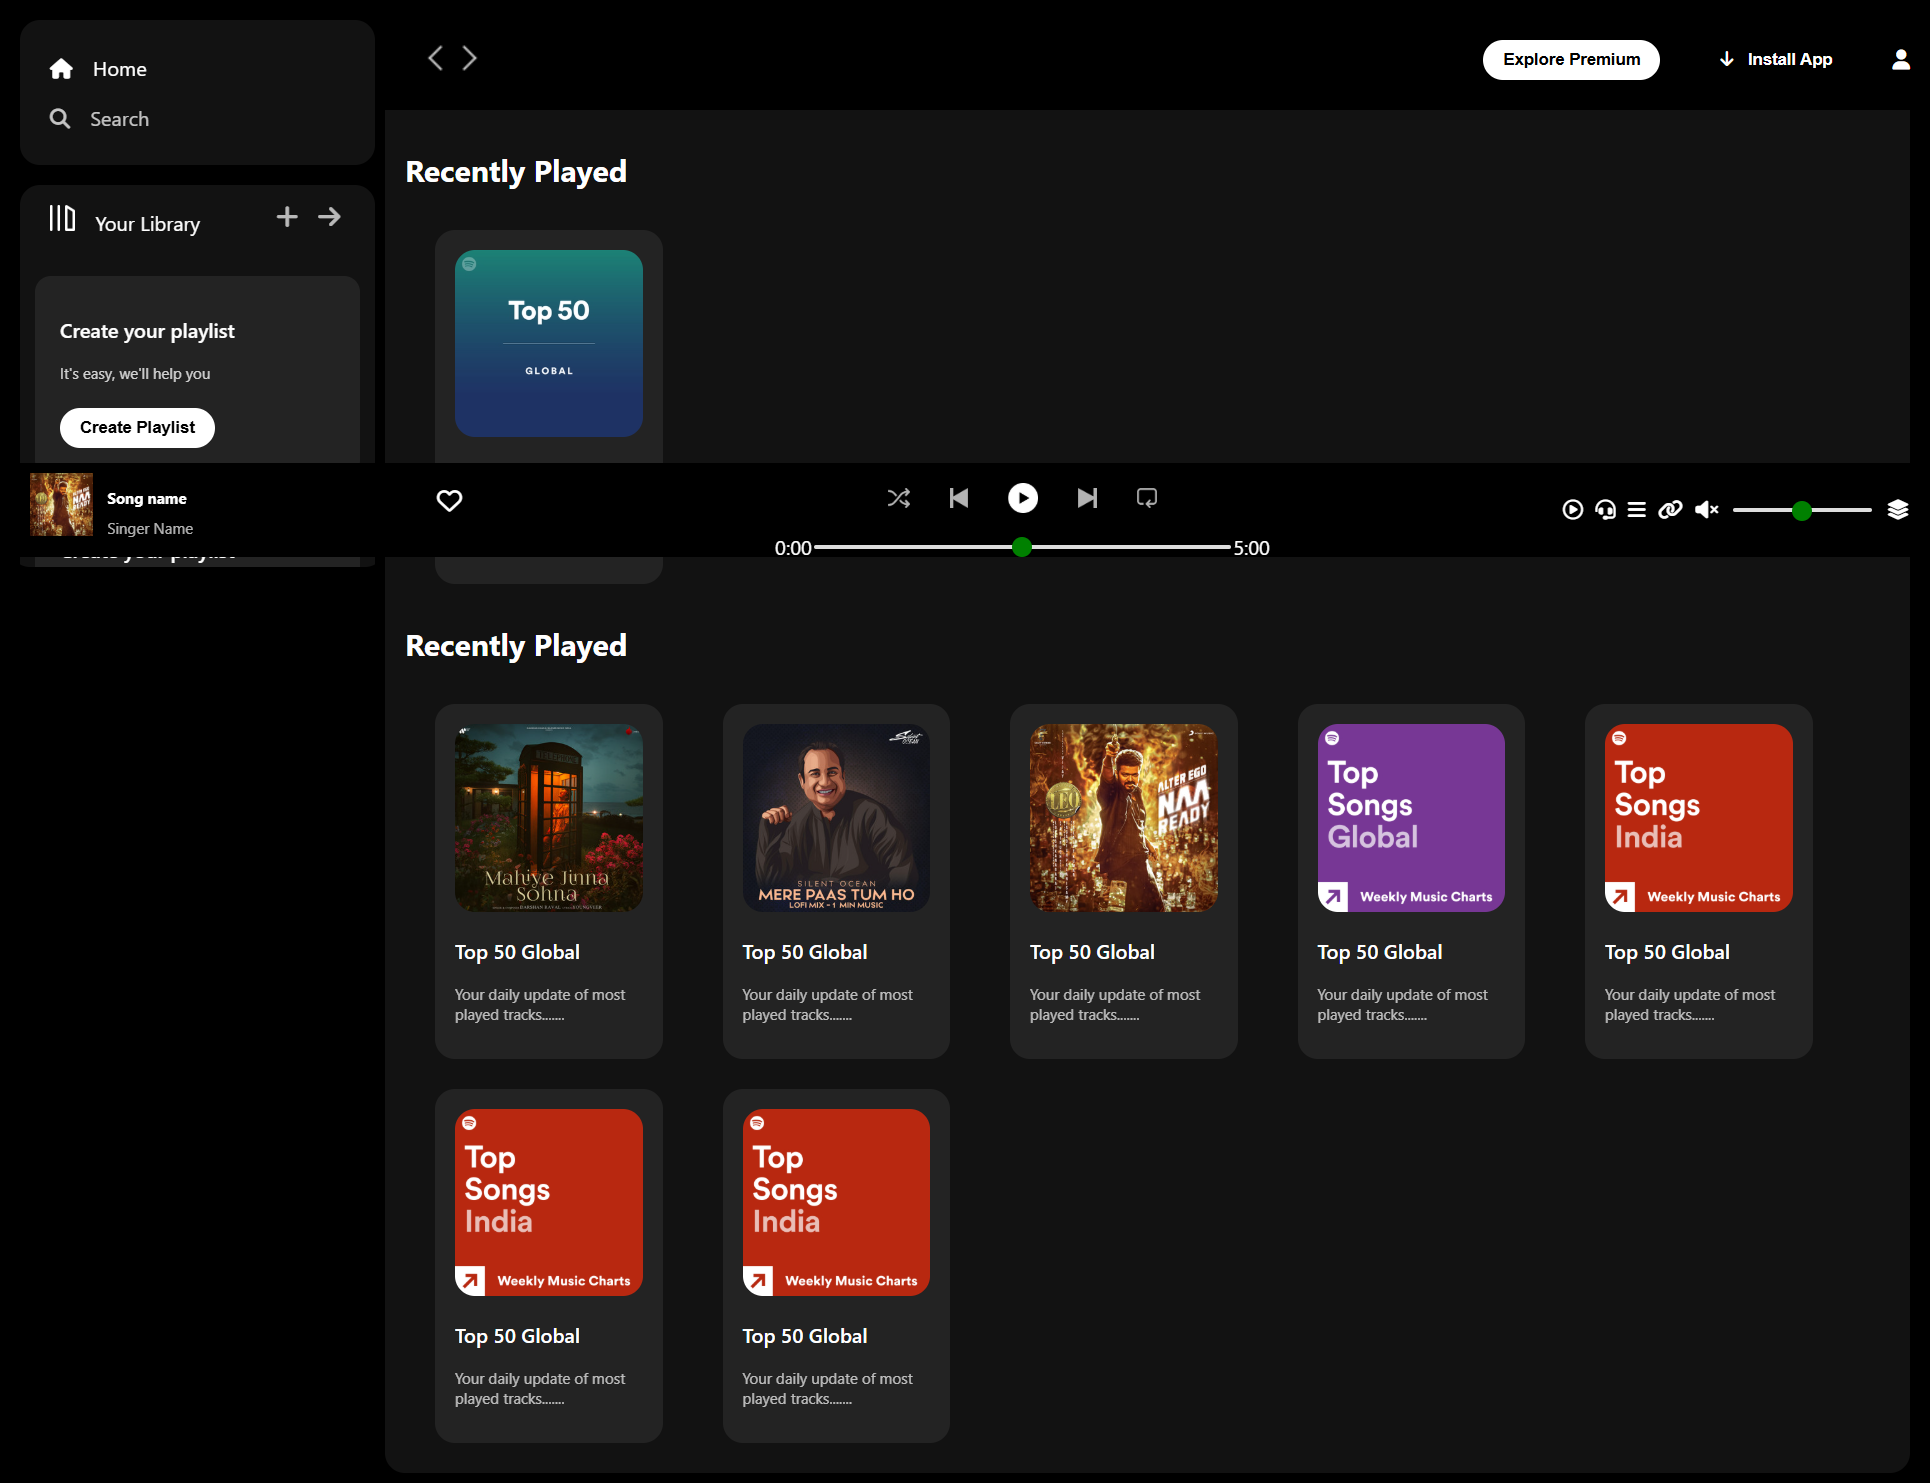 Home
Search
Your Library
Create your playlist
It's easy, we'll help you
Create Playlist
Explore Premium
Install App
Recently Played
Top 50
GLOBAL
Song name
Singer Name
0:00
5:00
Recently Played
Mahiye Jinna
Sohna
Top 50 Global
Your daily update of most
played tracks.......
Silent
OCEAN
SILENT OCEAN
MERE PAAS TUM HO
LOFI MIX - 1 MIN MUSIC
Top 50 Global
Your daily update of most
played tracks.......
LEO
ALTER EGO
NAA
READY
Top 50 Global
Your daily update of most
played tracks.......
Top
Songs
Global
Weekly Music Charts
Top 50 Global
Your daily update of most
played tracks.......
Top
Songs
India
Weekly Music Charts
Top 50 Global
Your daily update of most
played tracks.......
Top
Songs
India
Weekly Music Charts
Top 50 Global
Your daily update of most
played tracks.......
Top
Songs
India
Weekly Music Charts
Top 50 Global
Your daily update of most
played tracks.......